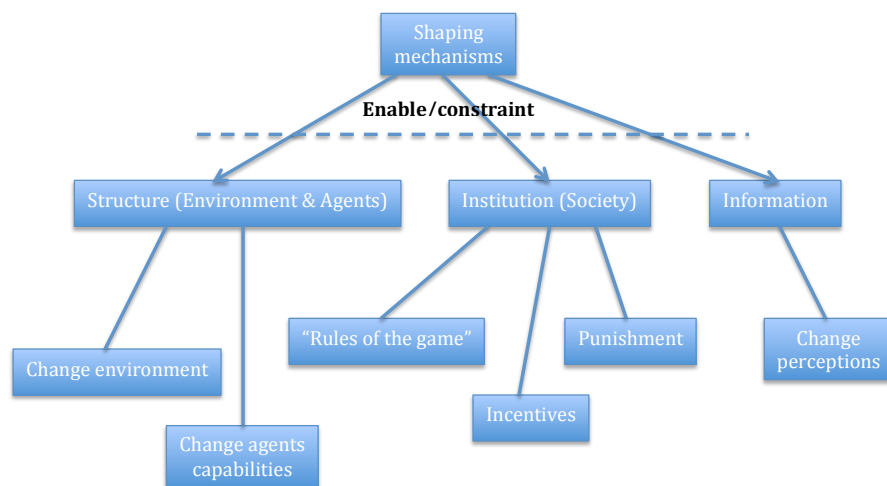 Shaping
mechanisms
Enable/constraint
Structure (Environment & Agents)
Institution (Society)
Information
“Rules of the game”
Punishment
Change
perceptions
Change environment
Incentives
Change agents
capabilities